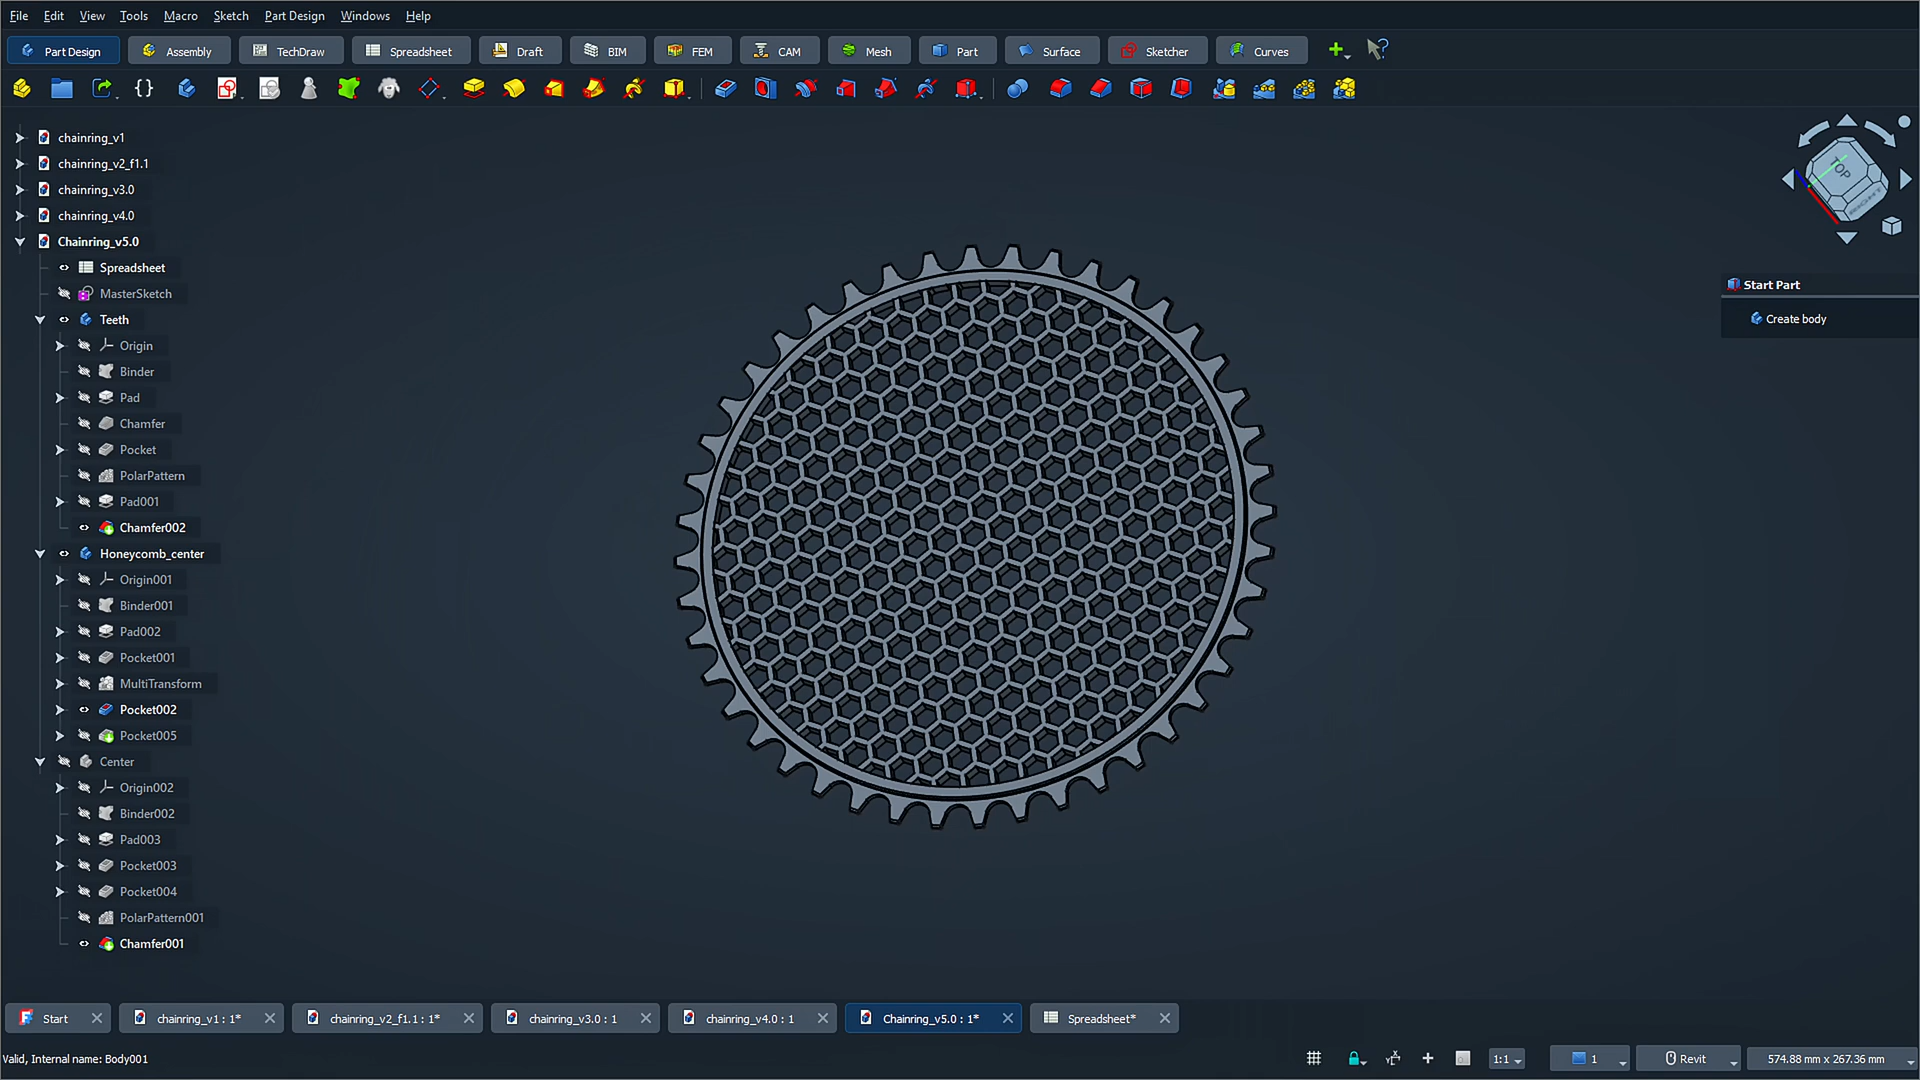 File Edit View Tools Macro Sketch Part Design Windows Help
Part Design Assembly TechDraw Spreadsheet Draft BIM FEM CAM Mesh Part Surface Sketcher Curves
chainring_v1
chainring_v2_f1.1
chainring_v3.0
chainring_v4.0
Chainring_v5.0
Spreadsheet
MasterSketch
Teeth
Origin
Binder
Pad
Chamfer
Pocket
PolarPattern
Pad001
Chamfer002
Honeycomb_center
Origin001
Binder001
Pad002
Pocket001
MultiTransform
Pocket002
Pocket005
Center
Origin002
Binder002
Pad003
Pocket003
Pocket004
PolarPattern001
Chamfer001
TOP
Start Part
Create body
Start chainring_v1 : 1* chainring_v2_f1.1 : 1* chainring_v3.0 : 1 chainring_v4.0 : 1 Chainring_v5.0 : 1* Spreadsheet*
Valid, Internal name: Body001
1:1 1 Revit 574.88 mm x 267.36 mm